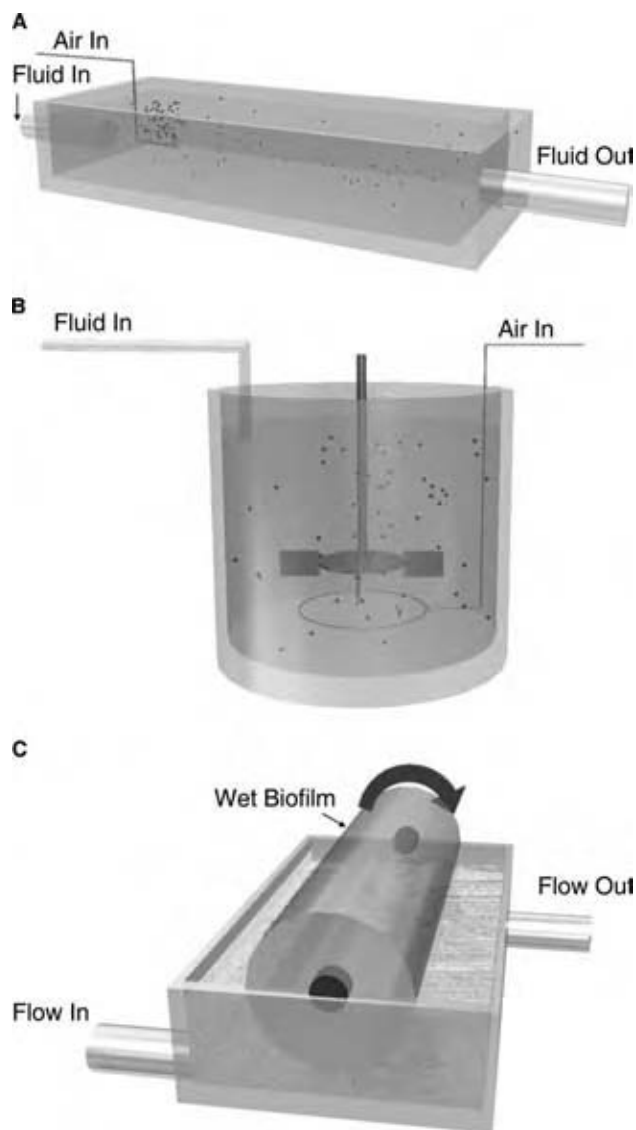 A
Air In
Fluid In
Fluid Out
B
Fluid In
Air In
C
Wet Biofilm
Flow Out
Flow In